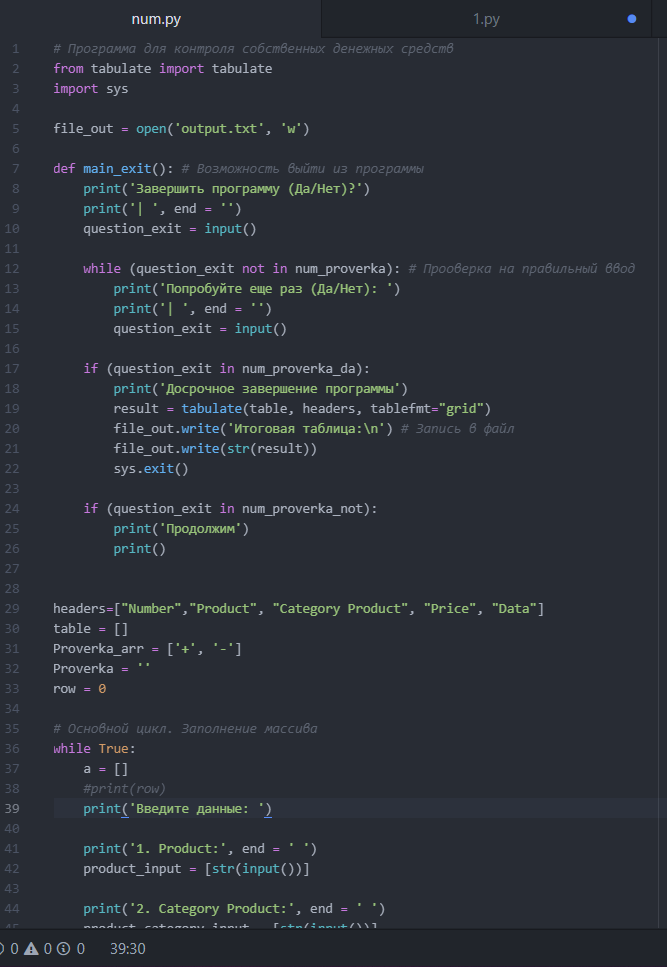 num.py
1.py
1 # Программа для контроля собственных денежных средств
2 from tabulate import tabulate
3 import sys
4
5 file_out = open('output.txt', 'w')
6
7 def main_exit(): # Возможность выйти из программы
8     print('Завершить программу (Да/Нет)?')
9     print('| ', end = '')
10     question_exit = input()
11
12     while (question_exit not in num_proverka): # Прооверка на правильный ввод
13         print('Попробуйте еще раз (Да/Нет): ')
14         print('| ', end = '')
15         question_exit = input()
16
17     if (question_exit in num_proverka_da):
18         print('Досрочное завершение программы')
19         result = tabulate(table, headers, tablefmt="grid")
20         file_out.write('Итоговая таблица:\n') # Запись в файл
21         file_out.write(str(result))
22         sys.exit()
23
24     if (question_exit in num_proverka_not):
25         print('Продолжим')
26         print()
27
28
29 headers=["Number","Product", "Category Product", "Price", "Data"]
30 table = []
31 Proverka_arr = ['+', '-']
32 Proverka = ''
33 row = 0
34
35 # Основной цикл. Заполнение массива
36 while True:
37     a = []
38     #print(row)
39     print('Введите данные: ')
40
41     print('1. Product:', end = ' ')
42     product_input = [str(input())]
43
44     print('2. Category Product:', end = ' ')
45     product_category_input = [str(input())]
0 0 0 39:30